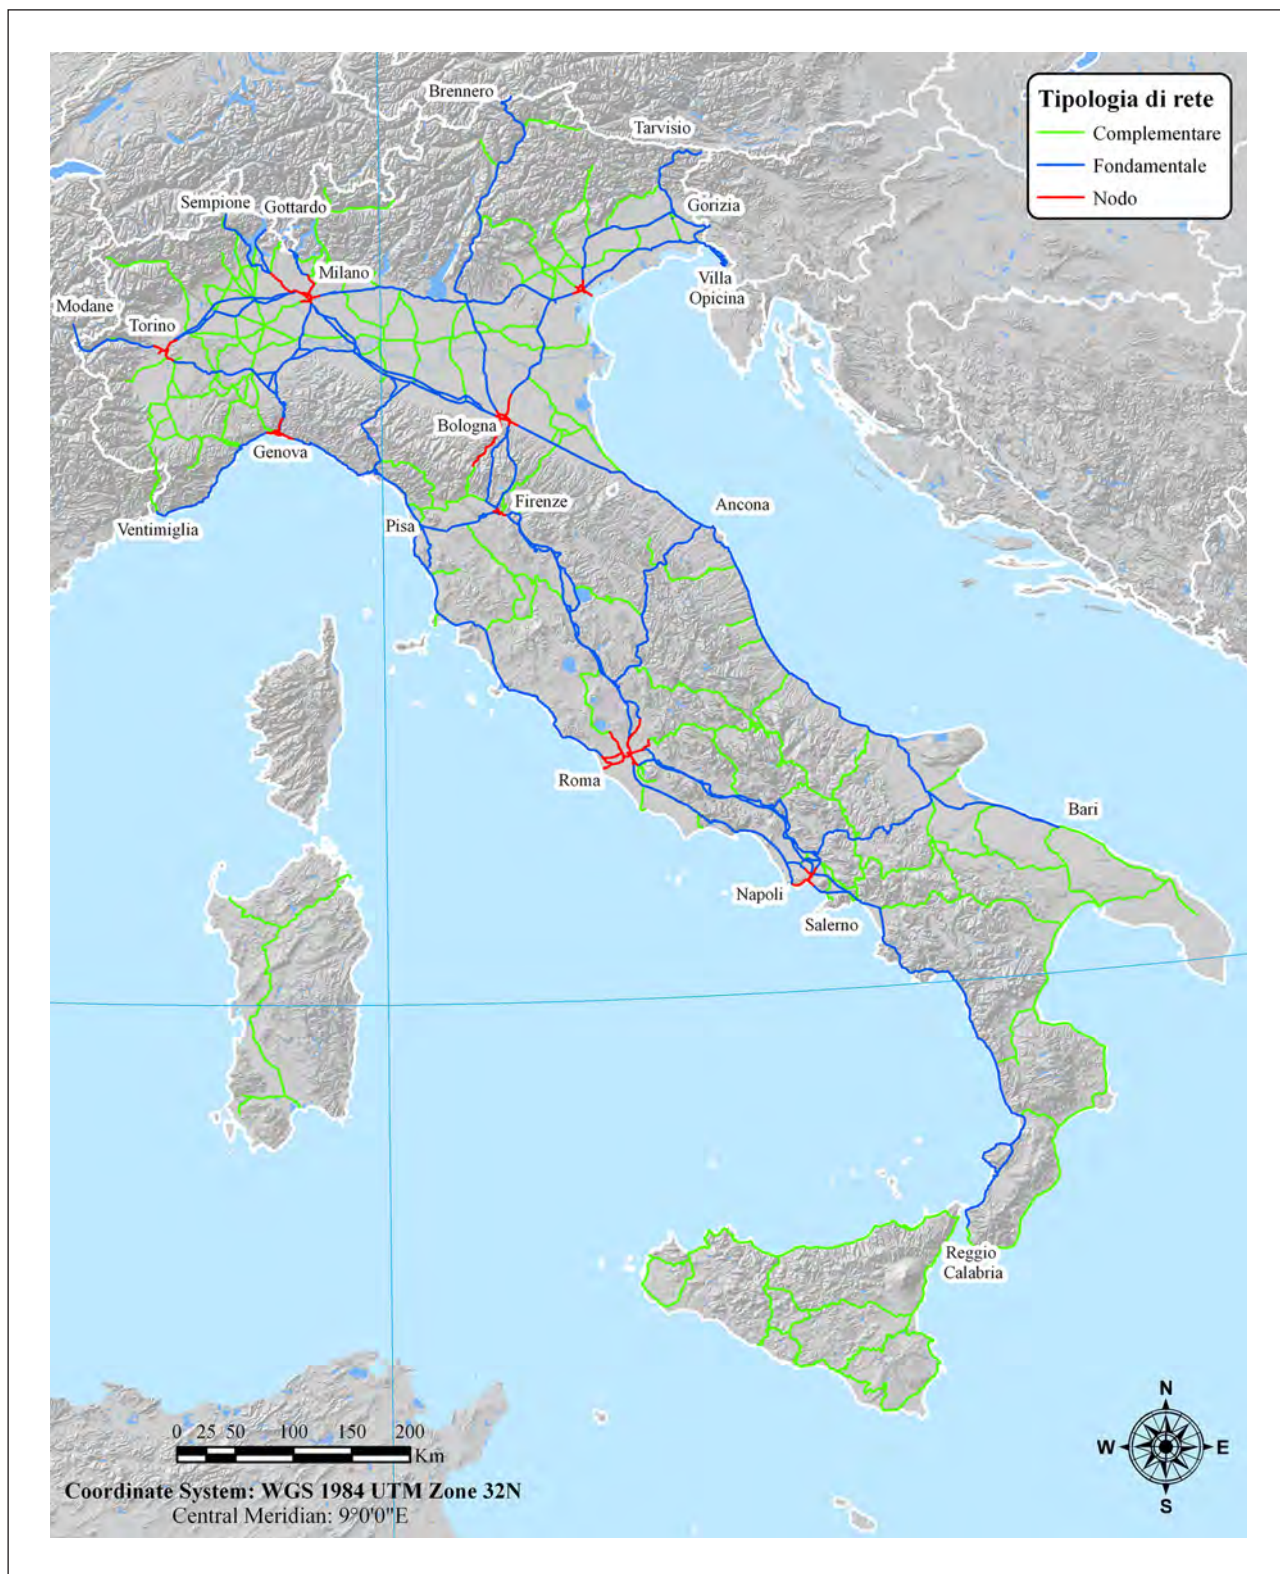 Tipologia di rete
Complementare
Fondamentale
Nodo
Brennero
Tarvisio
Sempione
Gottardo
Gorizia
Milano
Villa
Opicina
Modane
Torino
Bologna
Genova
Firenze
Ancona
Ventimiglia
Pisa
Roma
Bari
Napoli
Salerno
Reggio
Calabria
0 25 50 100 150 200
Km
Coordinate System: WGS 1984 UTM Zone 32N
Central Meridian: 9°0'0"E
N
W E
S